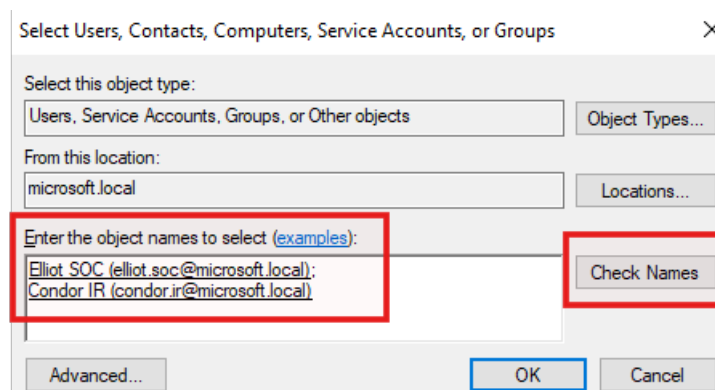 Select Users, Contacts, Computers, Service Accounts, or Groups
Select this object type:
Users, Service Accounts, Groups, or Other objects
Object Types...
From this location:
microsoft.local
Locations...
Enter the object names to select (examples):
Elliot SOC (elliot.soc@microsoft.local);
Condor IR (condor.ir@microsoft.local)
Check Names
Advanced...
OK
Cancel